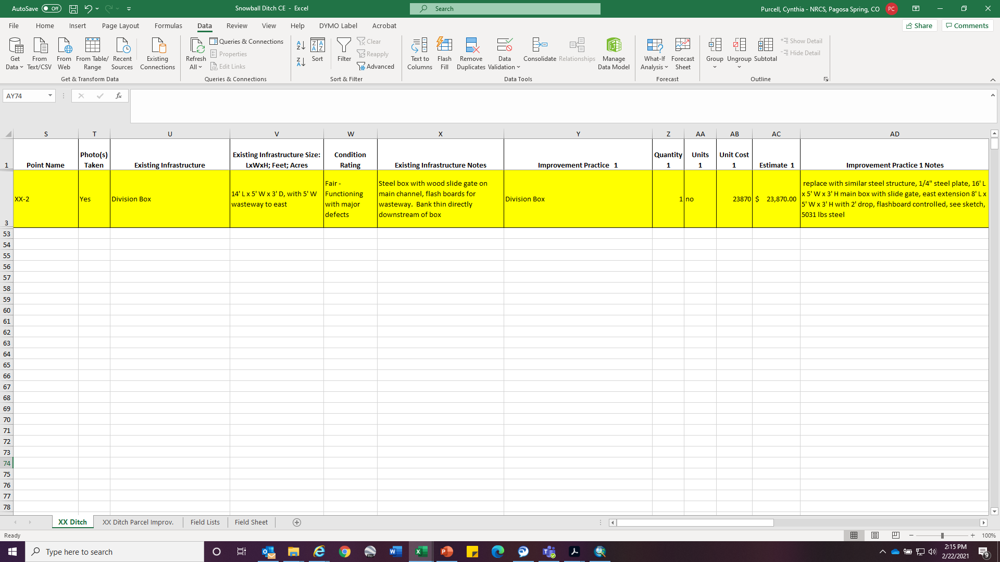 AutoSave Off
Snowball Ditch CE - Excel
Search
Purcell, Cynthia - NRCS, Pagosa Spring, CO PC
File Home Insert Page Layout Formulas Data Review View Help DYMO Label Acrobat
Share Comments
Get Data
From Text/CSV
From Web
From Table/ Range
Recent Sources
Existing Connections
Get & Transform Data
Refresh All
Queries & Connections
Properties
Edit Links
Queries & Connections
Sort
Filter
Clear
Reapply
Advanced
Sort & Filter
Text to Columns
Flash Fill
Remove Duplicates
Data Validation
Consolidate
Relationships
Manage Data Model
Data Tools
What-If Analysis
Forecast Sheet
Forecast
Group
Ungroup
Subtotal
Show Detail
Hide Detail
Outline
AY74
fx
S T U V W X Y Z AA AB AC AD
1
Point Name
Photo(s) Taken
Existing Infrastructure
Existing Infrastructure Size:
LxWxH; Feet; Acres
Condition Rating
Existing Infrastructure Notes
Improvement Practice 1
Quantity 1
Units 1
Unit Cost 1
Estimate 1
Improvement Practice 1 Notes
3
XX-2
Yes
Division Box
14' L x 5' W x 3' D, with 5' W
wasteway to east
Fair -
Functioning
with major
defects
Steel box with wood slide gate on
main channel, flash boards for
wasteway. Bank thin directly
downstream of box
Division Box
1
no
23870
$ 23,870.00
replace with similar steel structure, 1/4" steel plate, 16' L
x 5' W x 3' H main box with slide gate, east extension 8' L x
5' W x 3' H with 2' drop, flashboard controlled, see sketch,
5031 lbs steel
53
54
55
56
57
58
59
60
61
62
63
64
65
66
67
68
69
70
71
72
73
74
75
76
77
78
XX Ditch
XX Ditch Parcel Improv.
Field Lists
Field Sheet
Ready
100%
Type here to search
2:15 PM
2/22/2021
9